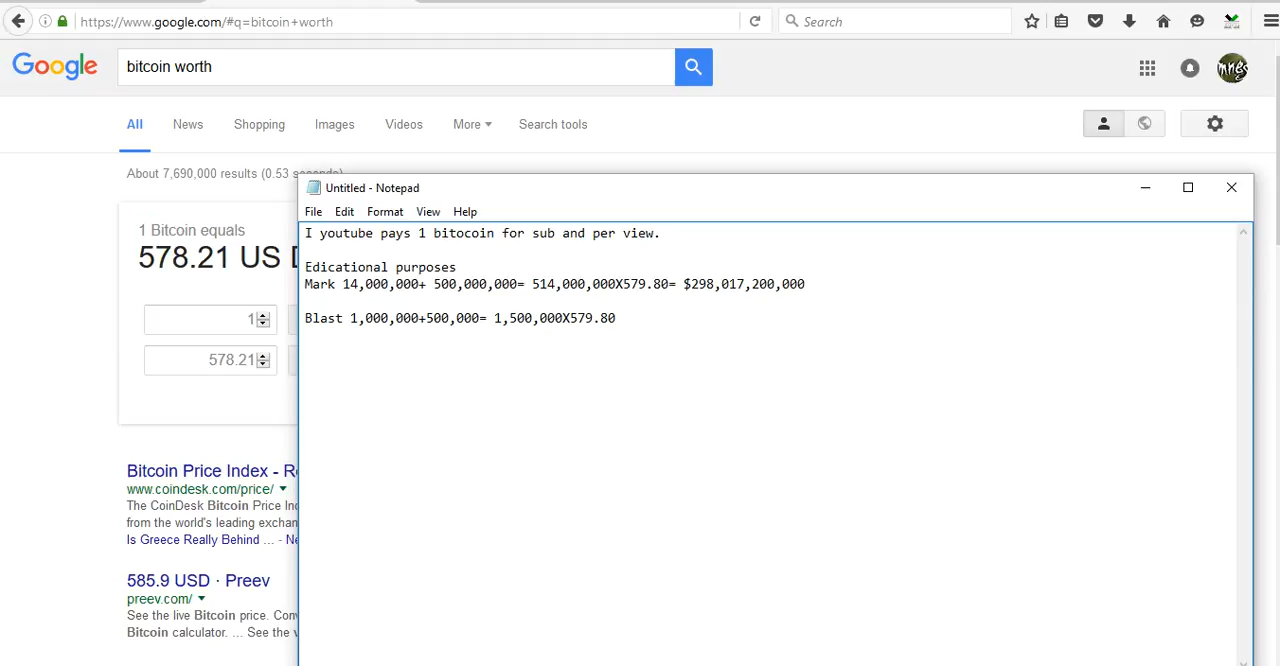 https://www.google.com/#q=bitcoin+worth
Search
Google
bitcoin worth
mnes
All News Shopping Images Videos More Search tools
About 7,690,000 results (0.53 seconds)
Untitled - Notepad
File Edit Format View Help
1 Bitcoin equals
578.21 US
1
578.21
I youtube pays 1 bitocoin for sub and per view.
Edicational purposes
Mark 14,000,000+ 500,000,000= 514,000,000X579.80= $298,017,200,000
Blast 1,000,000+500,000= 1,500,000X579.80
Bitcoin Price Index - R
www.coindesk.com/price/
The CoinDesk Bitcoin Price
from the world's leading
Is Greece Really Behind ... - Ne
585.9 USD · Preev
preev.com/
See the live Bitcoin price.
Bitcoin calculator. ... See the